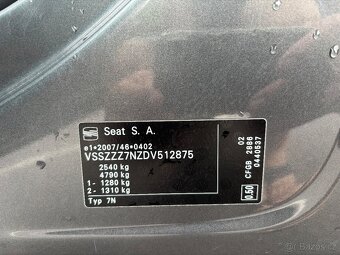 Seat S. A.
e1*2007/46*0402
VSSZZZ7NZDV512875
2540 kg
4790 kg
1- 1280 kg
2- 1310 kg
Typ 7N
02
CFGB 2886
0440537
0.50